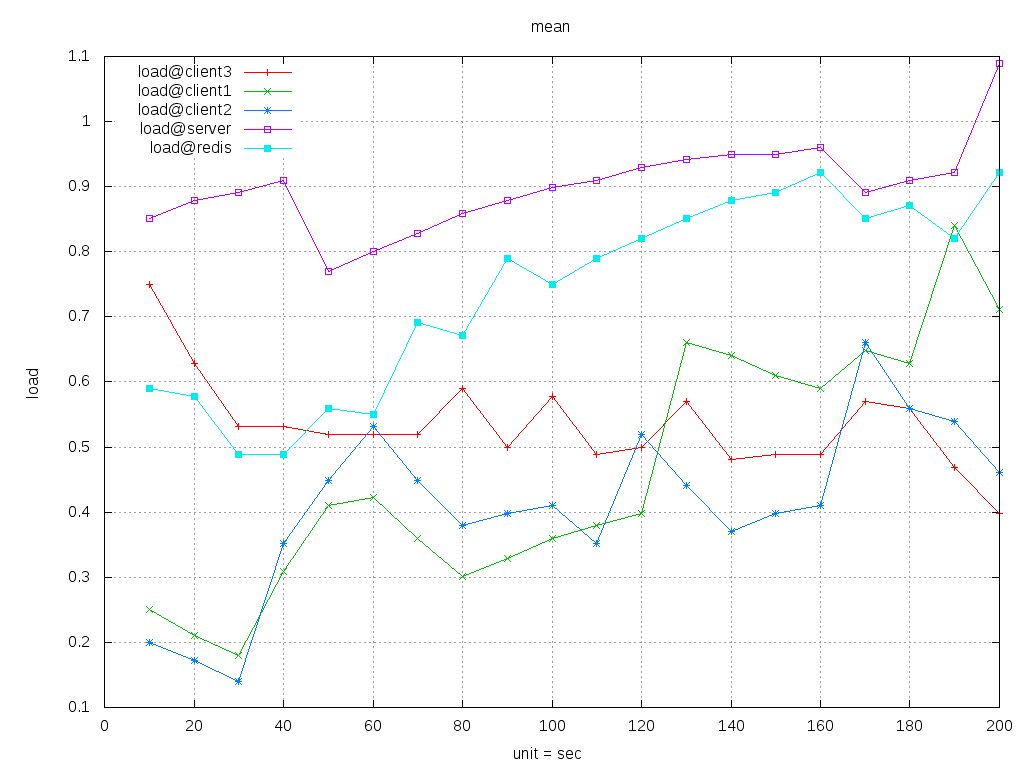 mean
1.1
1
0.9
0.8
0.7
0.6
0.5
0.4
0.3
0.2
0.1
load
load@client3
load@client1
load@client2
load@server
load@redis
0 20 40 60 80 100 120 140 160 180 200
unit = sec